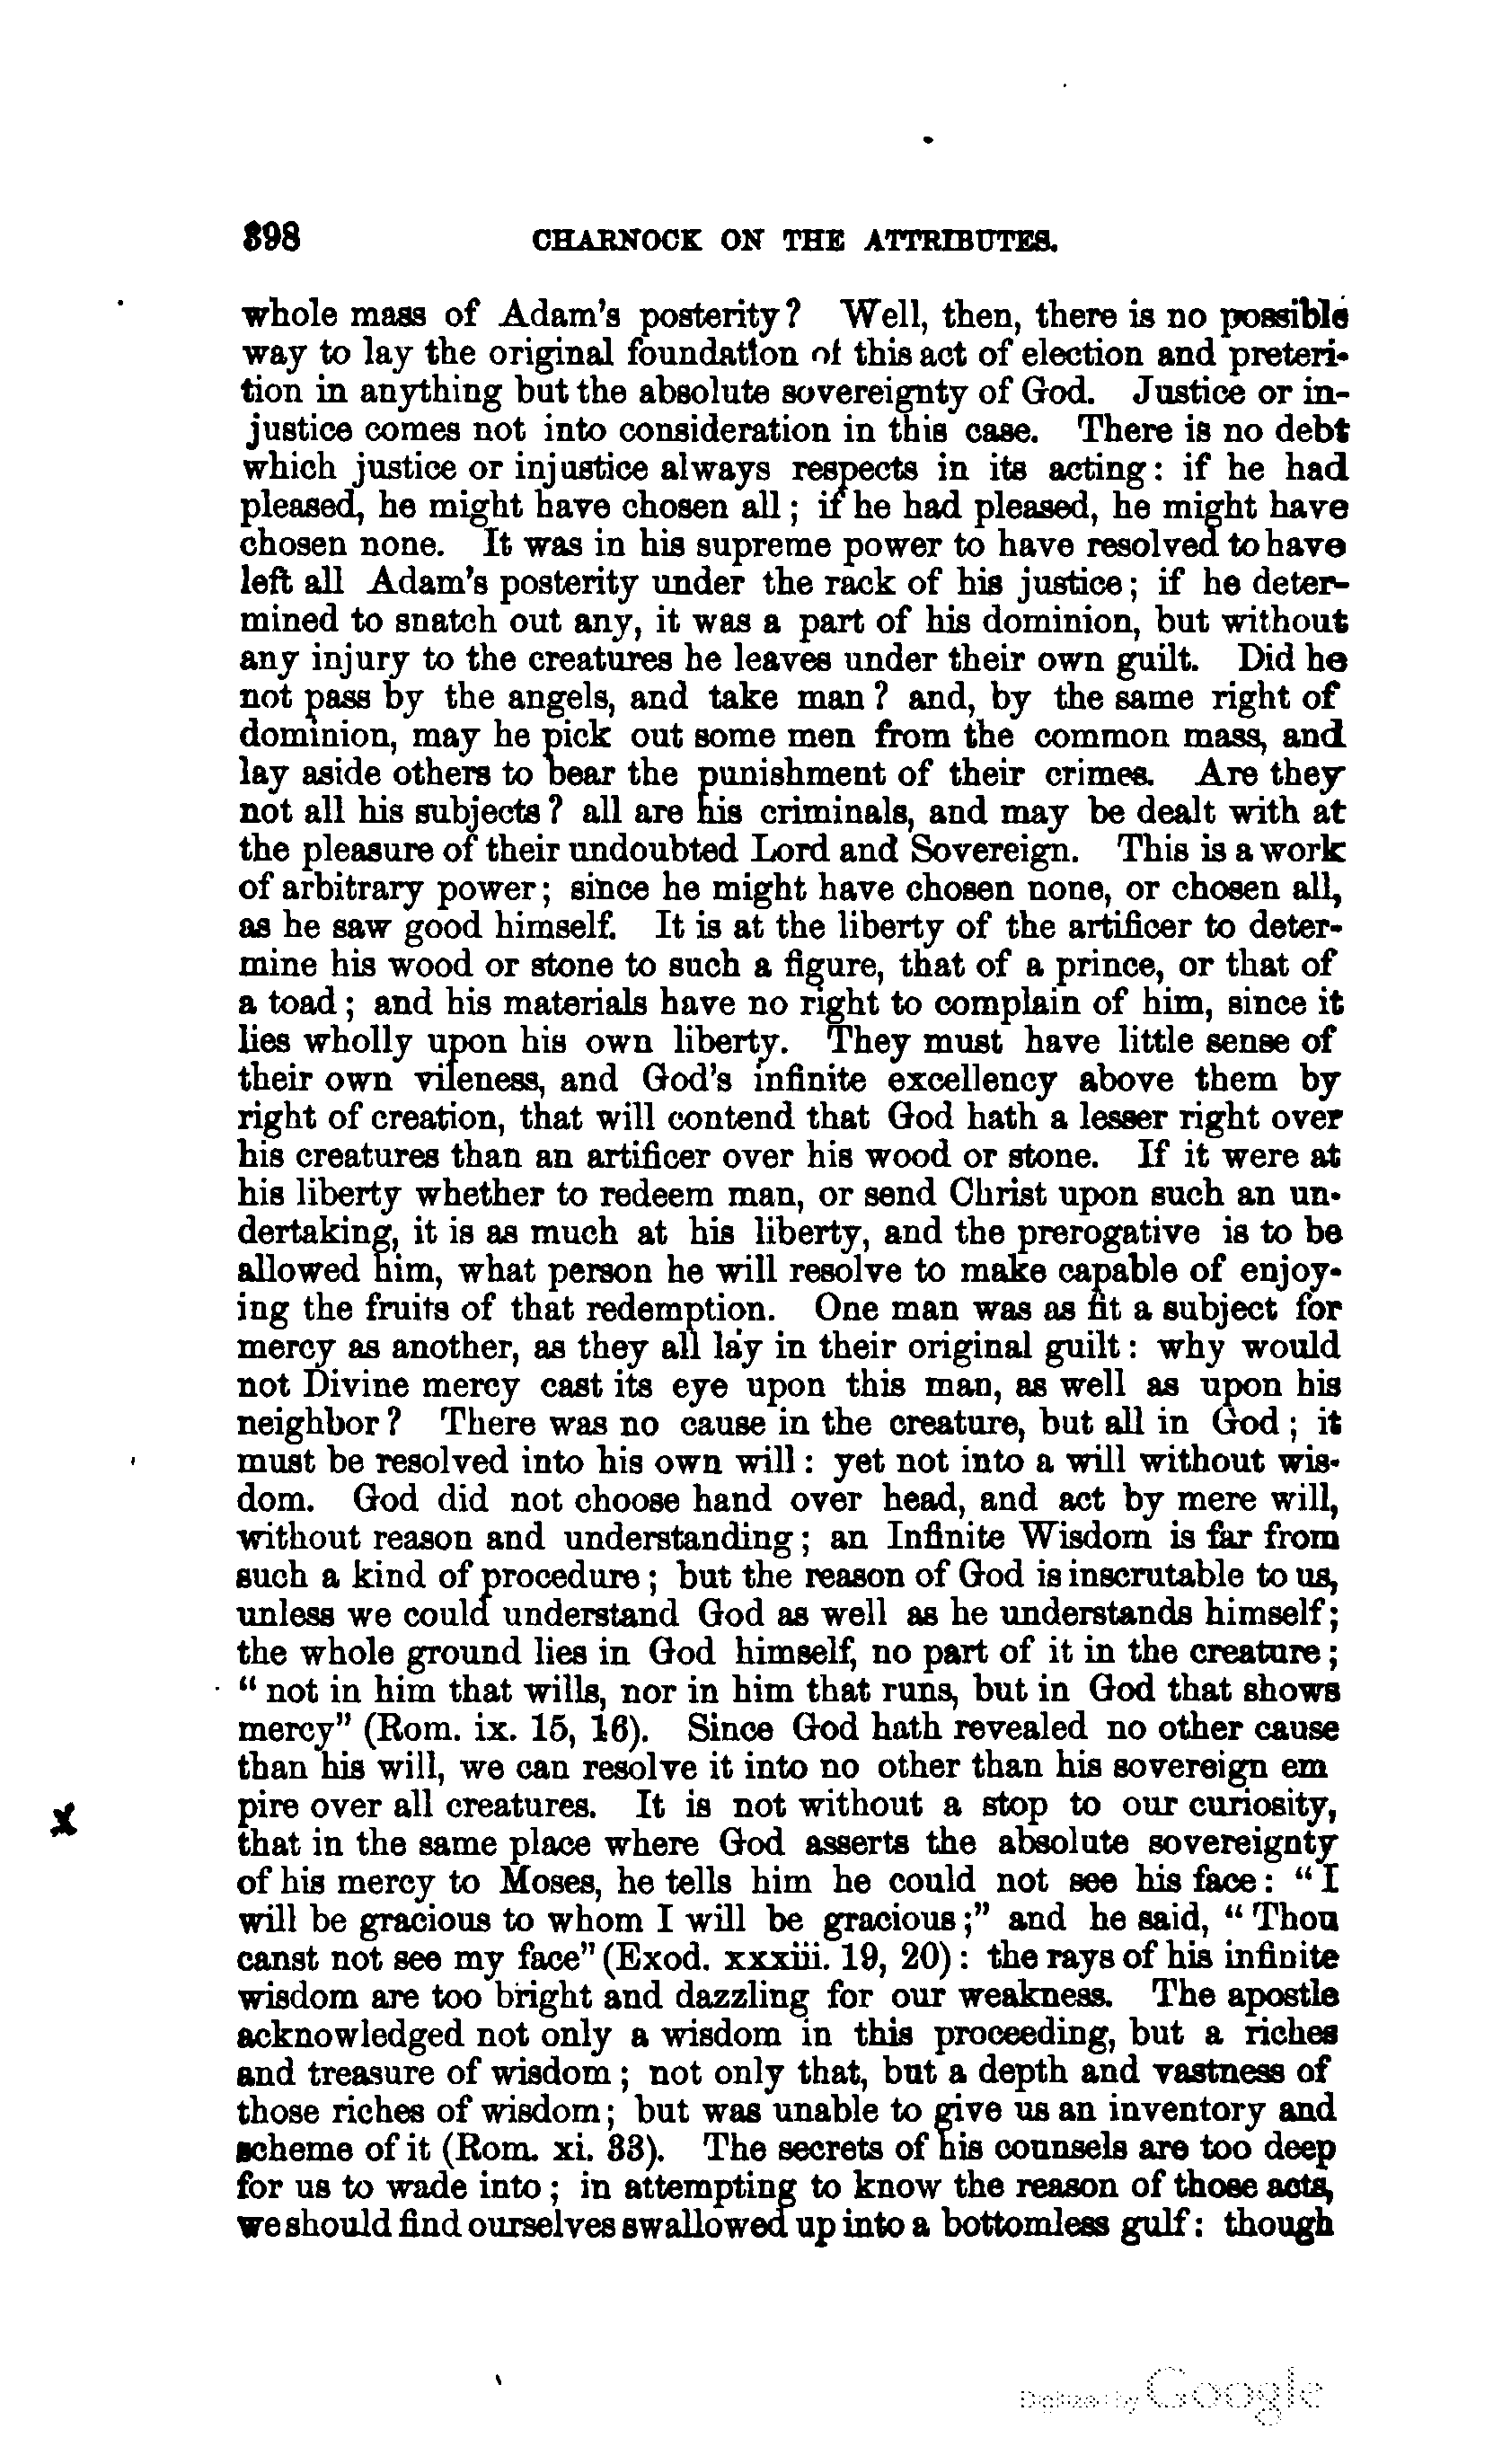 398 CHARNOCK ON THE ATTRIBUTES.
whole mass of Adam's posterity? Well, then, there is no possible
way to lay the original foundation of this act of election and preteri-
tion in anything but the absolute sovereignty of God. Justice or in-
justice comes not into consideration in this case. There is no debt
which justice or injustice always respects in its acting: if he had
pleased, he might have chosen all; if he had pleased, he might have
chosen none. It was in his supreme power to have resolved to have
left all Adam's posterity under the rack of his justice; if he deter-
mined to snatch out any, it was a part of his dominion, but without
any injury to the creatures he leaves under their own guilt. Did he
not pass by the angels, and take man? and, by the same right of
dominion, may he pick out some men from the common mass, and
lay aside others to bear the punishment of their crimes. Are they
not all his subjects? all are his criminals, and may be dealt with at
the pleasure of their undoubted Lord and Sovereign. This is a work
of arbitrary power; since he might have chosen none, or chosen all,
as he saw good himself. It is at the liberty of the artificer to deter-
mine his wood or stone to such a figure, that of a prince, or that of
a toad; and his materials have no right to complain of him, since it
lies wholly upon his own liberty. They must have little sense of
their own vileness, and God's infinite excellency above them by
right of creation, that will contend that God hath a lesser right over
his creatures than an artificer over his wood or stone. If it were at
his liberty whether to redeem man, or send Christ upon such an un-
dertaking, it is as much at his liberty, and the prerogative is to be
allowed him, what person he will resolve to make capable of enjoy-
ing the fruits of that redemption. One man was as fit a subject for
mercy as another, as they all lay in their original guilt: why would
not Divine mercy cast its eye upon this man, as well as upon his
neighbor? There was no cause in the creature, but all in God; it
must be resolved into his own will: yet not into a will without wis-
dom. God did not choose hand over head, and act by mere will,
without reason and understanding; an Infinite Wisdom is far from
such a kind of procedure; but the reason of God is inscrutable to us,
unless we could understand God as well as he understands himself;
the whole ground lies in God himself, no part of it in the creature;
"not in him that wills, nor in him that runs, but in God that shows
mercy" (Rom. ix. 15, 16). Since God hath revealed no other cause
than his will, we can resolve it into no other than his sovereign em
pire over all creatures. It is not without a stop to our curiosity,
that in the same place where God asserts the absolute sovereignty
of his mercy to Moses, he tells him he could not see his face: "I
will be gracious to whom I will be gracious;" and he said, "Thou
canst not see my face" (Exod. xxxiii. 19, 20): the rays of his infinite
wisdom are too bright and dazzling for our weakness. The apostle
acknowledged not only a wisdom in this proceeding, but a riches
and treasure of wisdom; not only that, but a depth and vastness of
those riches of wisdom; but was unable to give us an inventory and
scheme of it (Rom. xi. 33). The secrets of his counsels are too deep
for us to wade into; in attempting to know the reason of those acts,
we should find ourselves swallowed up into a bottomless gulf: though
Digitized by Google